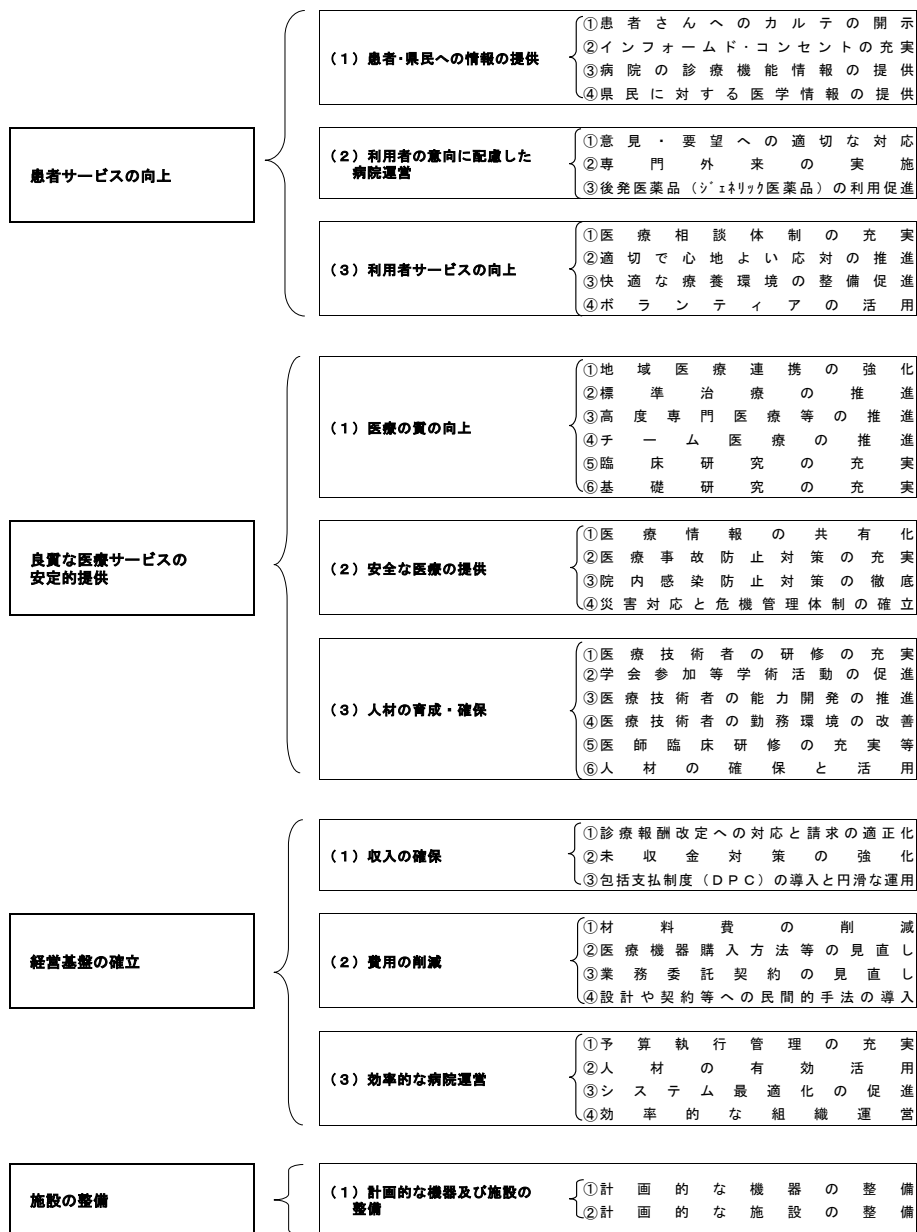 患者サービスの向上
(1)患者・県民への情報の提供
①患者さんへのカルテの開示
②インフォームド・コンセントの充実
③病院の診療機能情報の提供
④県民に対する医学情報の提供
(2)利用者の意向に配慮した
病院運営
①意見・要望への適切な対応
②専門外来の実施
③後発医薬品(ジェネリック医薬品)の利用促進
(3)利用者サービスの向上
①医療相談体制の充実
②適切で心地よい応対の推進
③快適な療養環境の整備促進
④ボランティアの活用
良質な医療サービスの
安定的提供
(1)医療の質の向上
①地域医療連携の強化
②標準治療の推進
③高度専門医療等の推進
④チーム医療の推進
⑤臨床研究の充実
⑥基礎研究の充実
(2)安全な医療の提供
①医療情報の共有化
②医療事故防止対策の充実
③院内感染防止対策の徹底
④災害対応と危機管理体制の確立
(3)人材の育成・確保
①医療技術者の研修の充実
②学会参加等学術活動の促進
③医療技術者の能力開発の推進
④医療技術者の勤務環境の改善
⑤医師臨床研修の充実等
⑥人材の確保と活用
経営基盤の確立
(1)収入の確保
①診療報酬改定への対応と請求の適正化
②未収金対策の強化
③包括支払制度(DPC)の導入と円滑な運用
(2)費用の削減
①材料費の削減
②医療機器購入方法等の見直し
③業務委託契約の見直し
④設計や契約等への民間的手法の導入
(3)効率的な病院運営
①予算執行管理の充実
②人材の有効活用
③システム最適化の促進
④効率的な組織運営
施設の整備
(1)計画的な機器及び施設の
整備
①計画的な機器の整備
②計画的な施設の整備